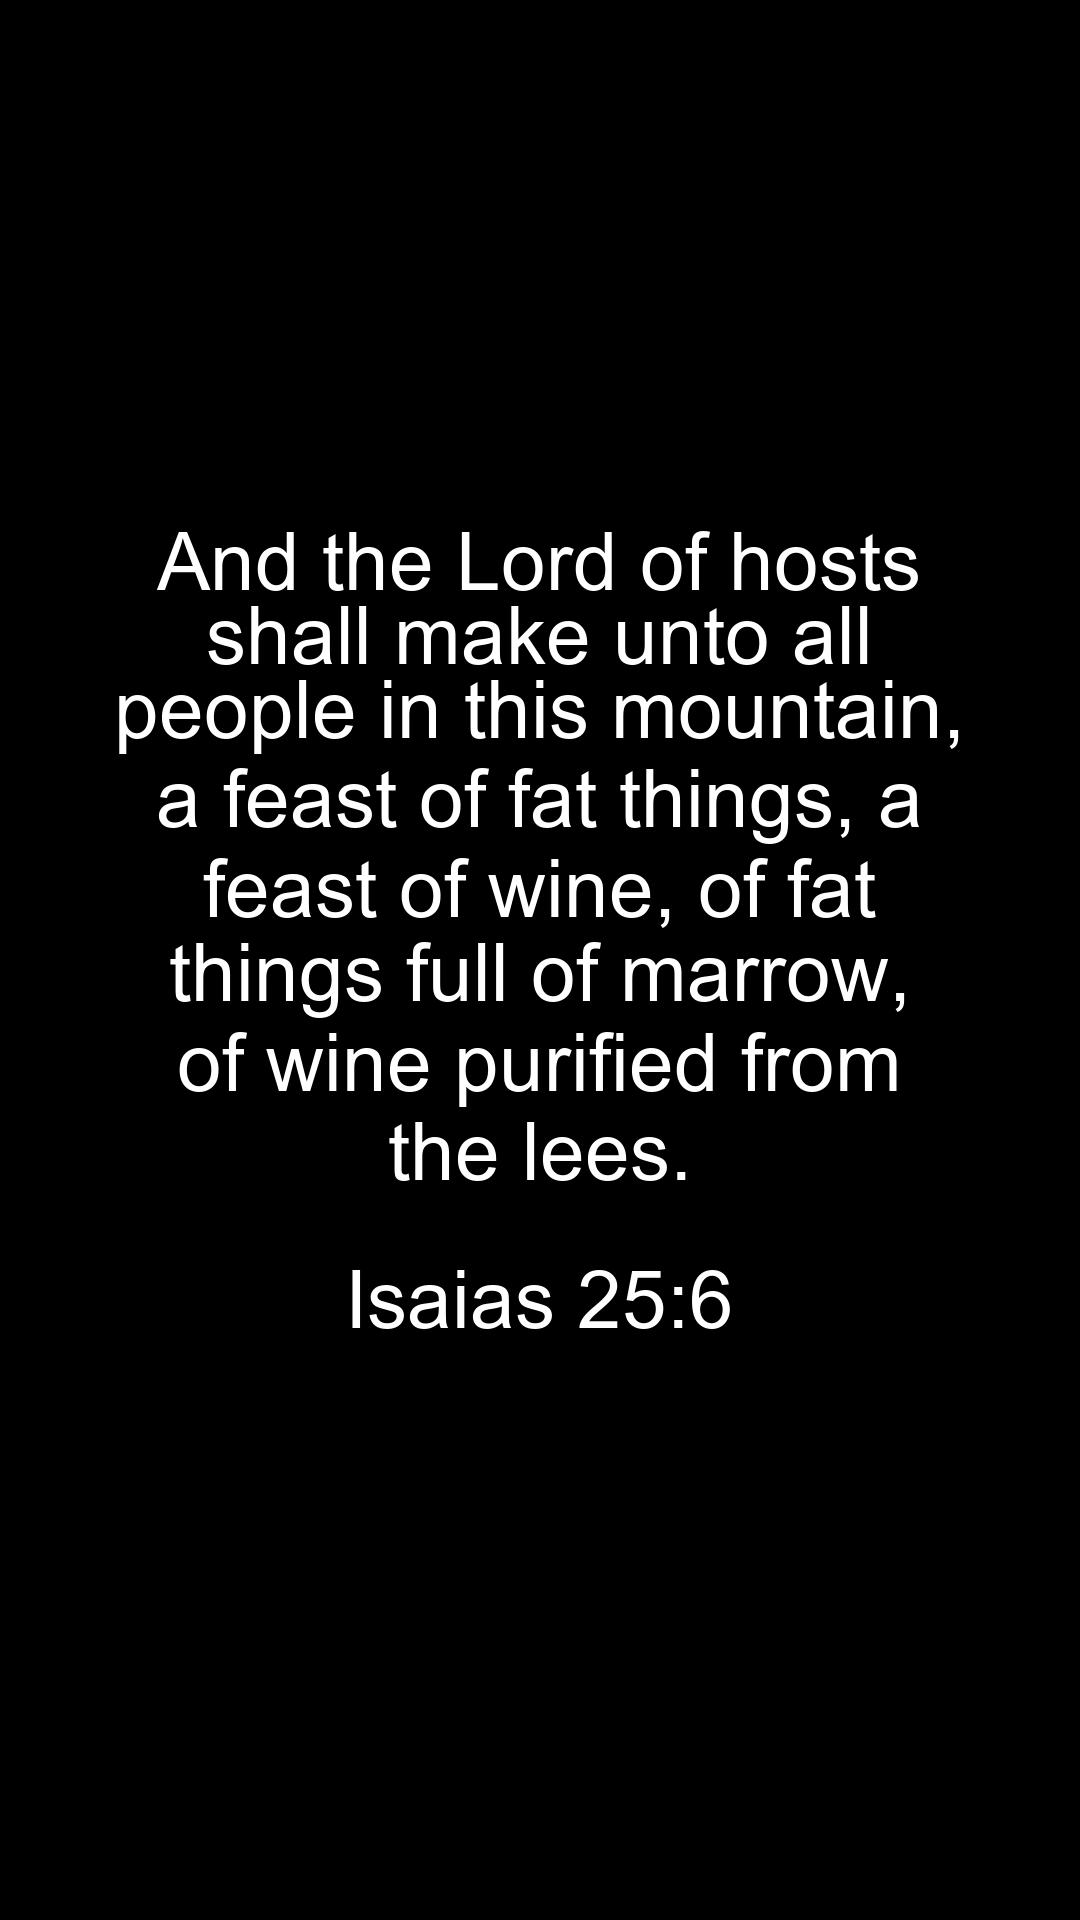 And the Lord of hosts
shall make unto all
people in this mountain,
a feast of fat things, a
feast of wine, of fat
things full of marrow,
of wine purified from
the lees.
Isaias 25:6